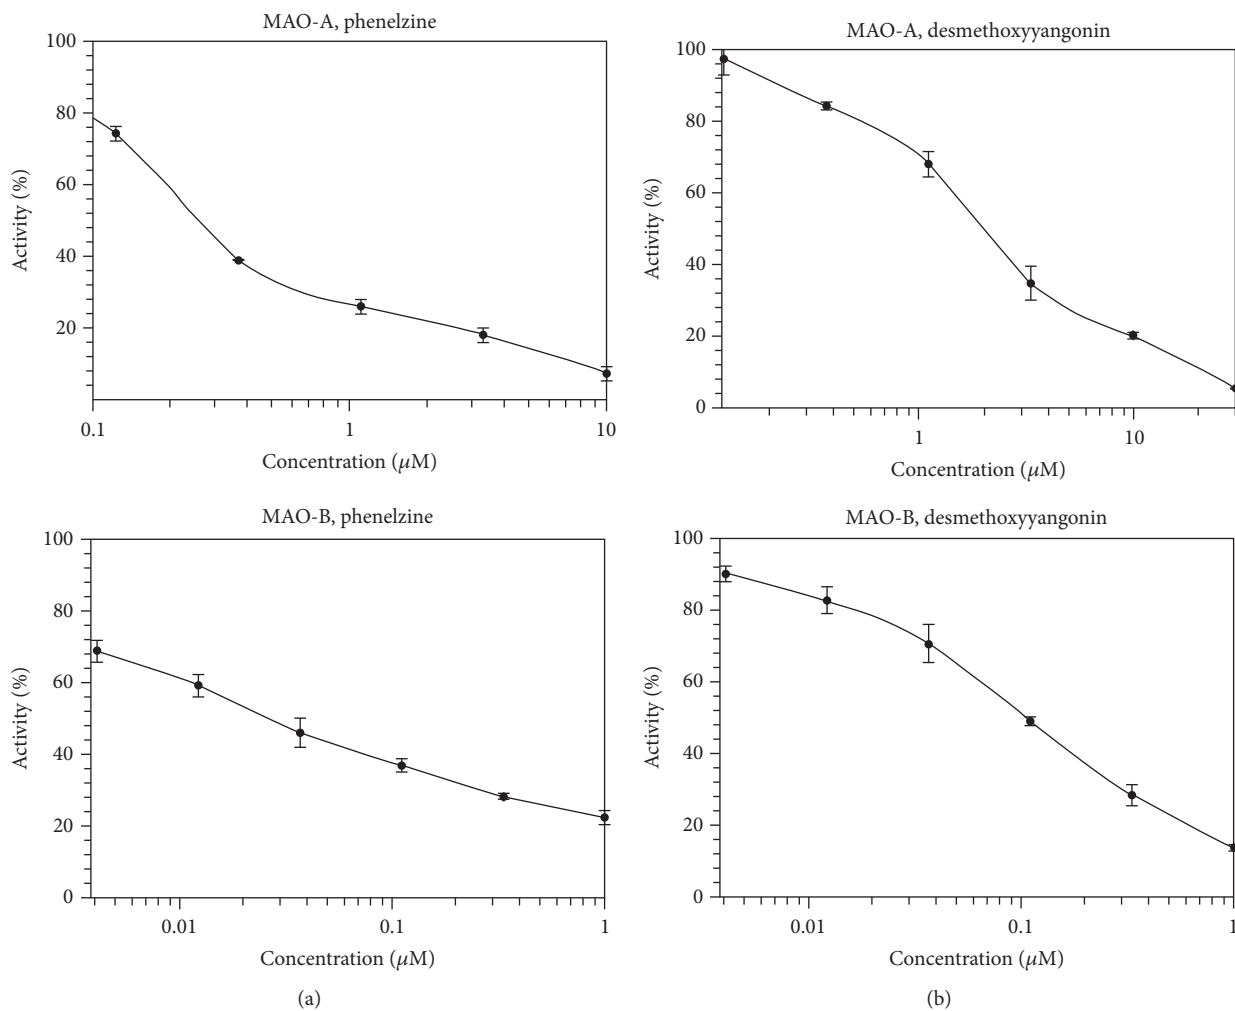 MAO-A, phenelzine
100
80
60
40
20
Activity (%)
0.1 1 10
Concentration (μM)
MAO-A, desmethoxyyangonin
100
80
60
40
20
0
Activity (%)
1 10
Concentration (μM)
MAO-B, phenelzine
100
80
60
40
20
0
Activity (%)
0.01 0.1 1
Concentration (μM)
(a)
MAO-B, desmethoxyyangonin
100
80
60
40
20
0
Activity (%)
0.01 0.1 1
Concentration (μM)
(b)